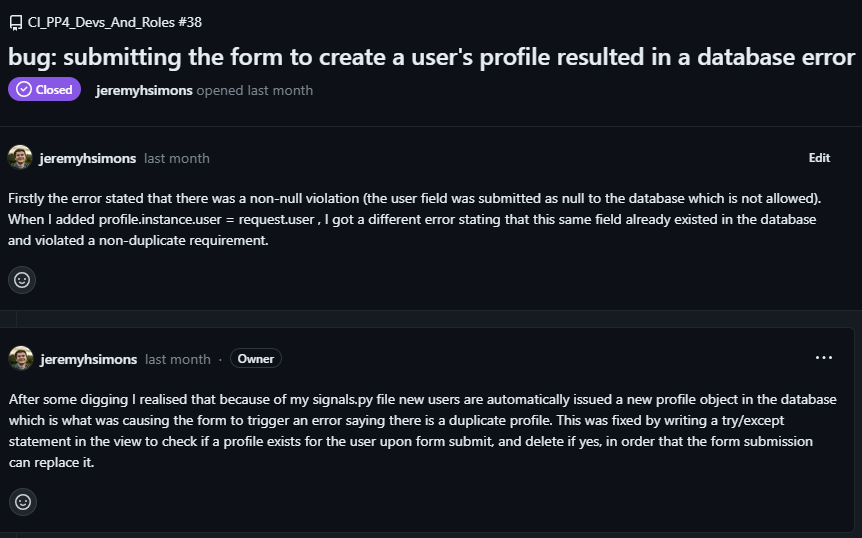 CI_PP4_Devs_And_Roles #38
bug: submitting the form to create a user's profile resulted in a database error
Closed
jeremyhsimons opened last month
jeremyhsimons last month
Edit
Firstly the error stated that there was a non-null violation (the user field was submitted as null to the database which is not allowed).
When I added profile.instance.user = request.user , I got a different error stating that this same field already existed in the database
and violated a non-duplicate requirement.
jeremyhsimons last month · Owner
After some digging I realised that because of my signals.py file new users are automatically issued a new profile object in the database
which is what was causing the form to trigger an error saying there is a duplicate profile. This was fixed by writing a try/except
statement in the view to check if a profile exists for the user upon form submit, and delete if yes, in order that the form submission
can replace it.